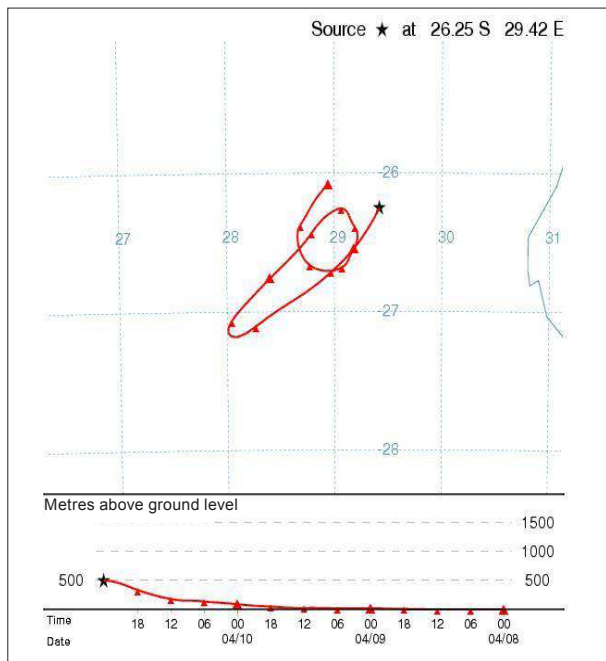 Source ★ at 26.25 S 29.42 E
-26
27 28 29 30 31
-27
-28
Metres above ground level
1500
1000
500 500
Time 18 12 06 00 18 12 06 00 18 12 06 00
Date 04/10 04/09 04/08